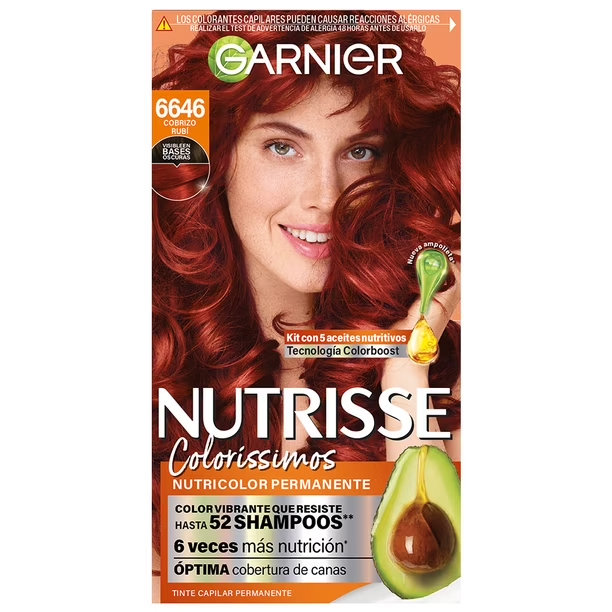 LOS COLORANTES CAPILARES PUEDEN CAUSAR REACCIONES ALÉRGICAS
REALIZAR EL TEST DE ADVERTENCIA DE ALERGIA 48 HORAS ANTES DE USARLO
GARNIER
6646
COBRIZO
RUBÍ
VISIBLE EN
BASES
OSCURAS
Nueva ampolleta*
Kit con 5 aceites nutritivos
Tecnología Colorboost
NUTRISSE
Coloríssimos
NUTRICOLOR PERMANENTE
COLOR VIBRANTE QUE RESISTE
HASTA 52 SHAMPOOS**
6 veces más nutrición*
ÓPTIMA cobertura de canas
TINTE CAPILAR PERMANENTE